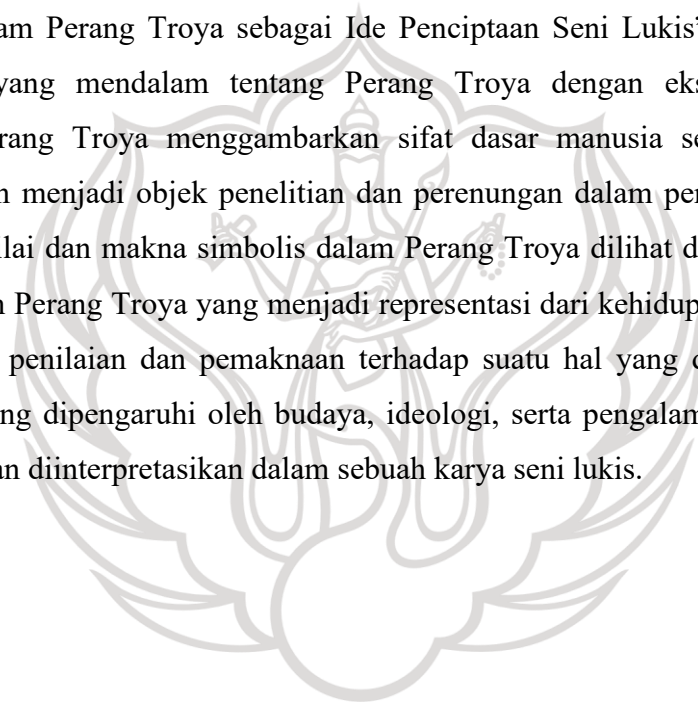 am Perang Troya sebagai Ide Penciptaan Seni Lukis”
yang mendalam tentang Perang Troya dengan eks
rang Troya menggambarkan sifat dasar manusia se
menjadi objek penelitian dan perenungan dalam per
ilai dan makna simbolis dalam Perang Troya dilihat d
Perang Troya yang menjadi representasi dari kehidup
penilaian dan pemaknaan terhadap suatu hal yang
ng dipengaruhi oleh budaya, ideologi, serta pengalam
an diinterpretasikan dalam sebuah karya seni lukis.